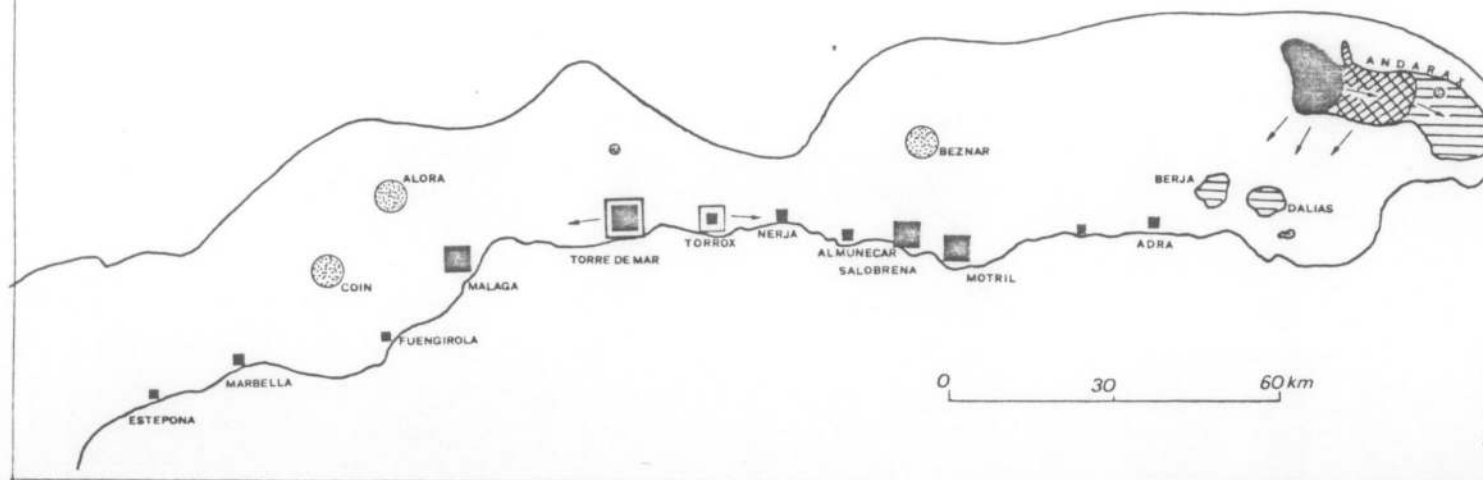 ANDARAX
BEZNAR
ALORA
BERJA
DALIAS
TORROX
NERJA
ADRA
ALMUNECAR
TORRE DE MAR
SALOBRENA
MOTRIL
COIN
MALAGA
FUENGIROLA
MARBELLA
0 30 60 km
ESTEPONA